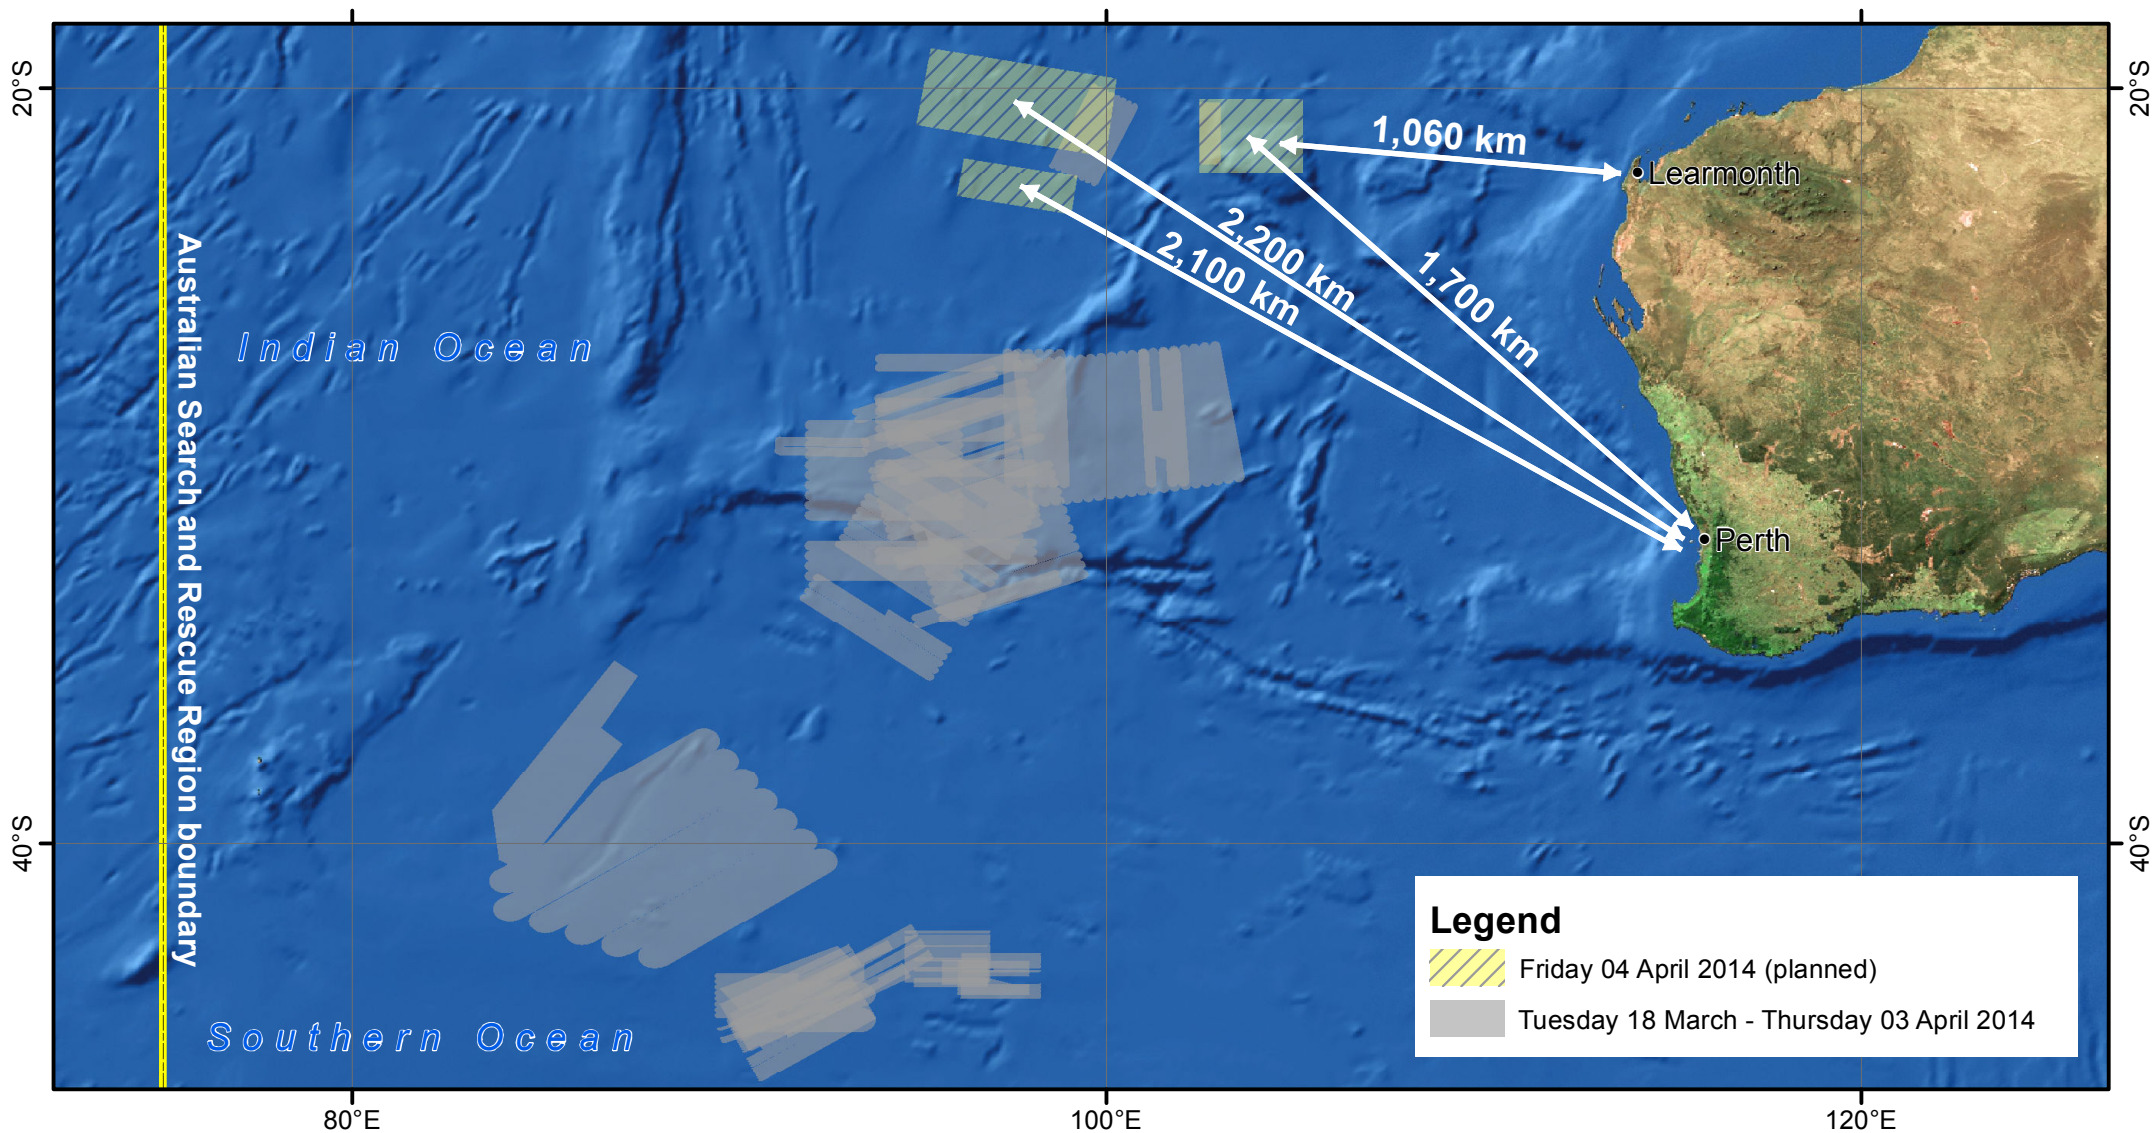 20°S
20°S
1,060 km
Learmonth
2,200 km
2,100 km
1,700 km
Australian Search and Rescue Region boundary
Indian Ocean
Perth
40°S
40°S
Legend
Friday 04 April 2014 (planned)
Tuesday 18 March - Thursday 03 April 2014
Southern Ocean
80°E
100°E
120°E